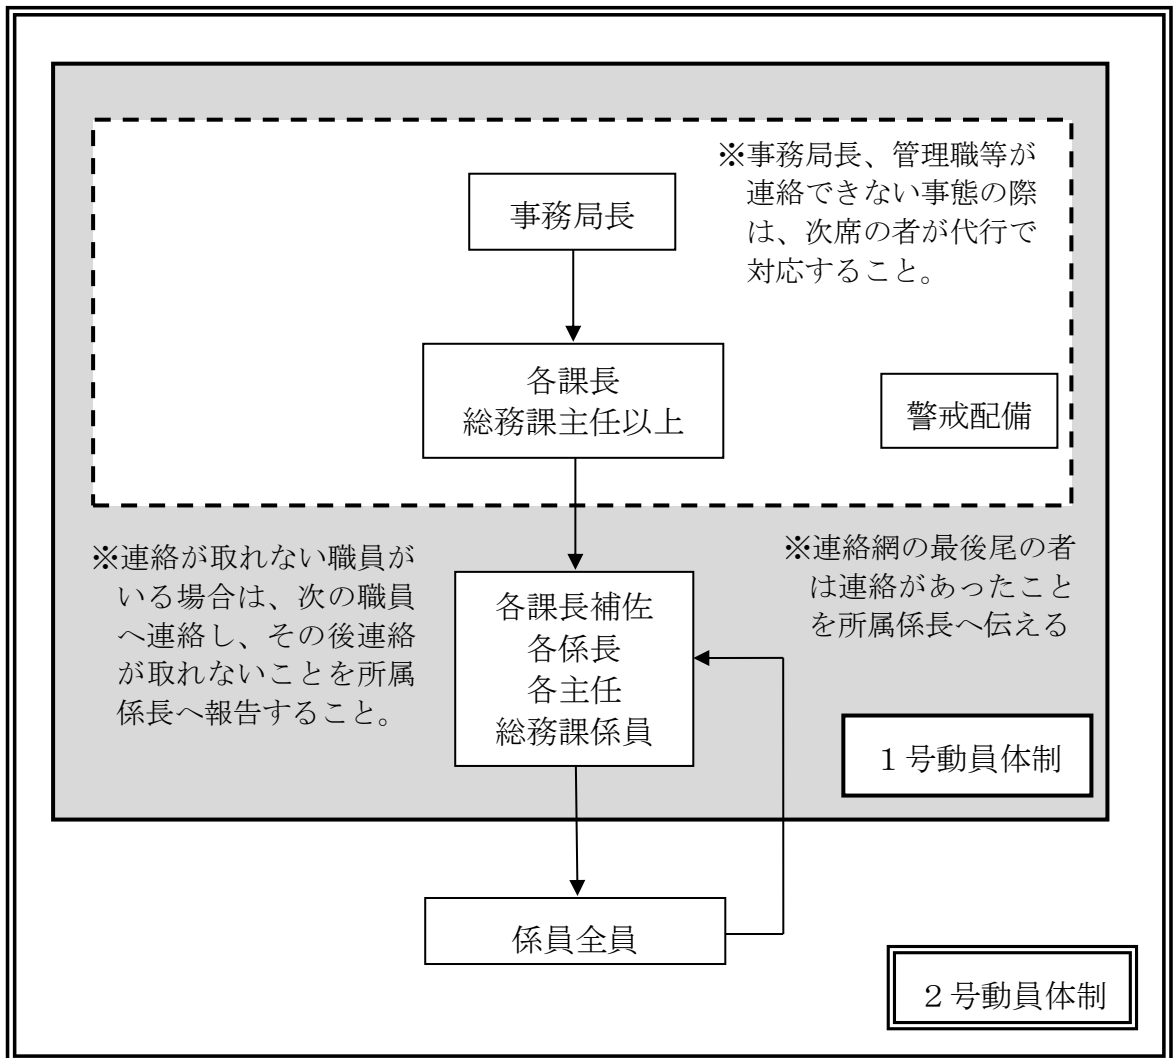 ※事務局長、管理職等が
連絡できない事態の際
は、次席の者が代行で
対応すること。
事務局長
各課長
総務課主任以上
警戒配備
※連絡が取れない職員が
いる場合は、次の職員
へ連絡し、その後連絡
が取れないことを所属
係長へ報告すること。
※連絡網の最後尾の者
は連絡があったこと
を所属係長へ伝える
各課長補佐
各係長
各主任
総務課係員
1号動員体制
係員全員
2号動員体制